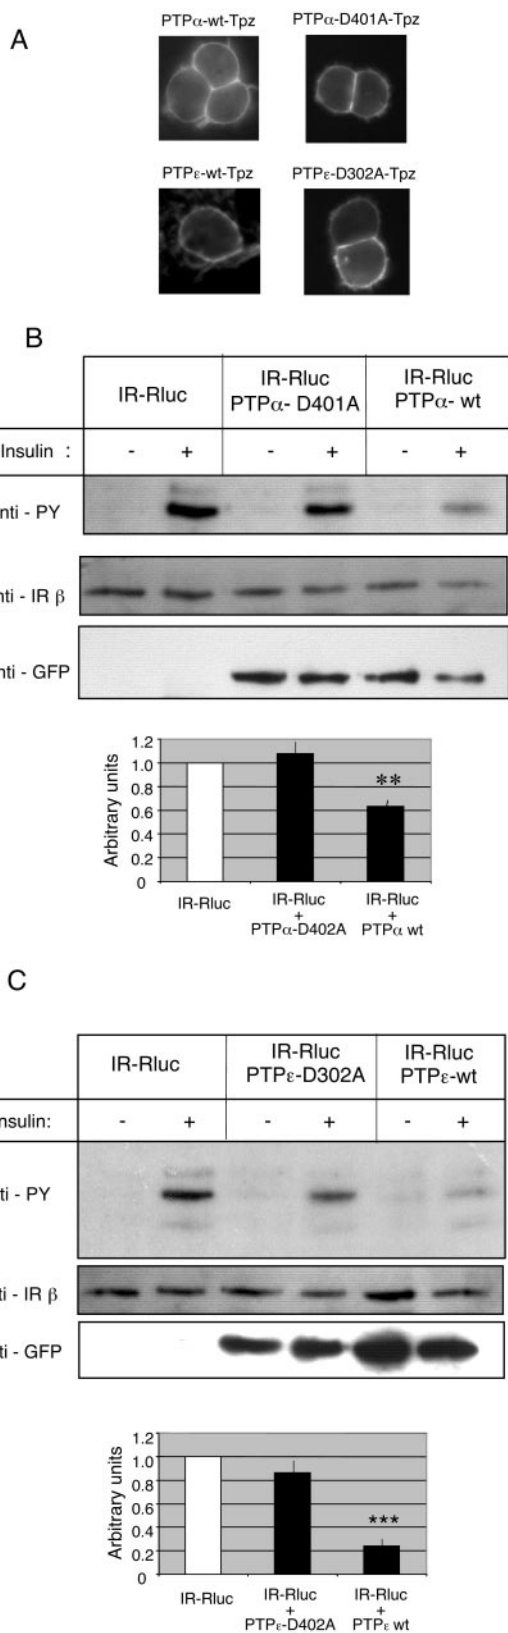 A
PTPα-wt-Tpz PTPα-D401A-Tpz
PTPε-wt-Tpz PTPε-D302A-Tpz
B
IR-Rluc IR-Rluc PTPα- D401A IR-Rluc PTPα- wt
Insulin : - + - + - +
nti - PY
nti - IR β
nti - GFP
Arbitrary units
1.2
1.0
0.8
0.6
0.4
0.2
0
**
IR-Rluc
IR-Rluc + PTPα-D402A
IR-Rluc + PTPα wt
C
IR-Rluc IR-Rluc PTPε-D302A IR-Rluc PTPε-wt
nsulin: - + - + - +
ti - PY
ti - IR β
ti - GFP
Arbitrary units
1.2
1.0
0.8
0.6
0.4
0.2
0
***
IR-Rluc
IR-Rluc + PTPε-D402A
IR-Rluc + PTPε wt